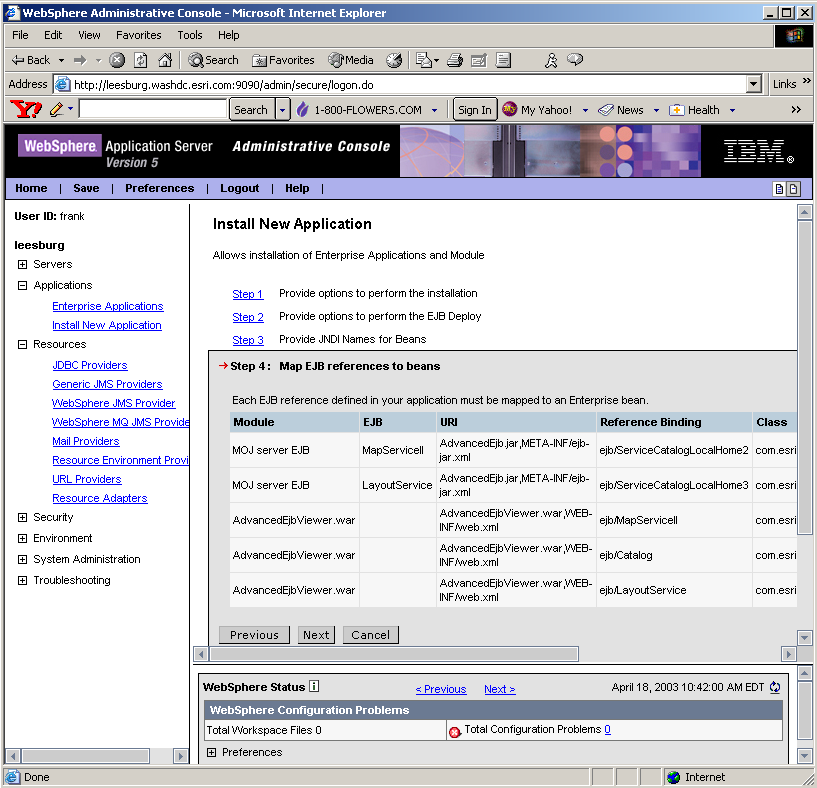 WebSphere Administrative Console - Microsoft Internet Explorer
File Edit View Favorites Tools Help
Back Search Favorites Media
Address http://leesburg.washdc.esri.com:9090/admin/secure/logon.do Links »
Y! Search 1-800-FLOWERS.COM Sign In My Yahoo! News Health »
WebSphere Application Server Administrative Console IBM®
Version 5
Home | Save | Preferences | Logout | Help |
User ID: frank
leesburg
Servers
Applications
Enterprise Applications
Install New Application
Resources
JDBC Providers
Generic JMS Providers
WebSphere JMS Provider
WebSphere MQ JMS Provide
Mail Providers
Resource Environment Provi
URL Providers
Resource Adapters
Security
Environment
System Administration
Troubleshooting
Install New Application
Allows installation of Enterprise Applications and Module
Step 1 Provide options to perform the installation
Step 2 Provide options to perform the EJB Deploy
Step 3 Provide JNDI Names for Beans
→ Step 4 : Map EJB references to beans
Each EJB reference defined in your application must be mapped to an Enterprise bean.
Module EJB URI Reference Binding Class
MOJ server EJB MapServiceII AdvancedEjb.jar,META-INF/ejb-
jar.xml ejb/ServiceCatalogLocalHome2 com.esri
MOJ server EJB LayoutService AdvancedEjb.jar,META-INF/ejb-
jar.xml ejb/ServiceCatalogLocalHome3 com.esri
AdvancedEjbViewer.war AdvancedEjbViewer.war,WEB-
INF/web.xml ejb/MapServiceII com.esri
AdvancedEjbViewer.war AdvancedEjbViewer.war,WEB-
INF/web.xml ejb/Catalog com.esri
AdvancedEjbViewer.war AdvancedEjbViewer.war,WEB-
INF/web.xml ejb/LayoutService com.esri
Previous Next Cancel
WebSphere Status i < Previous Next > April 18, 2003 10:42:00 AM EDT
WebSphere Configuration Problems
Total Workspace Files 0 Total Configuration Problems 0
Preferences
Done Internet